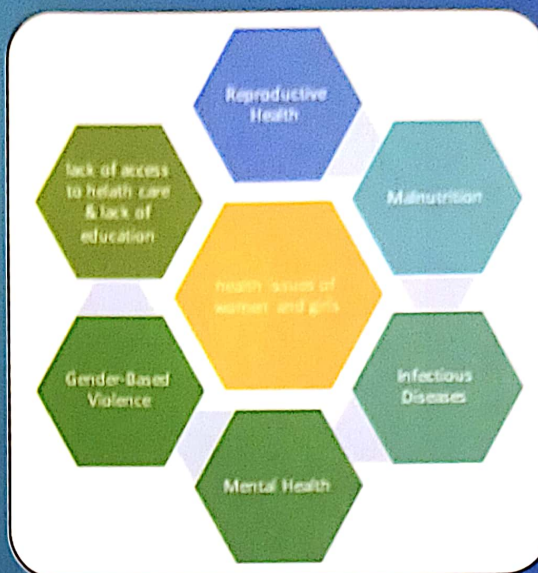 Reproductive
Health
Malnutrition
Infectious
Diseases
Mental Health
Gender-Based
Violence
lack of access
to helath care
& lack of
education
health issues of
women and girls